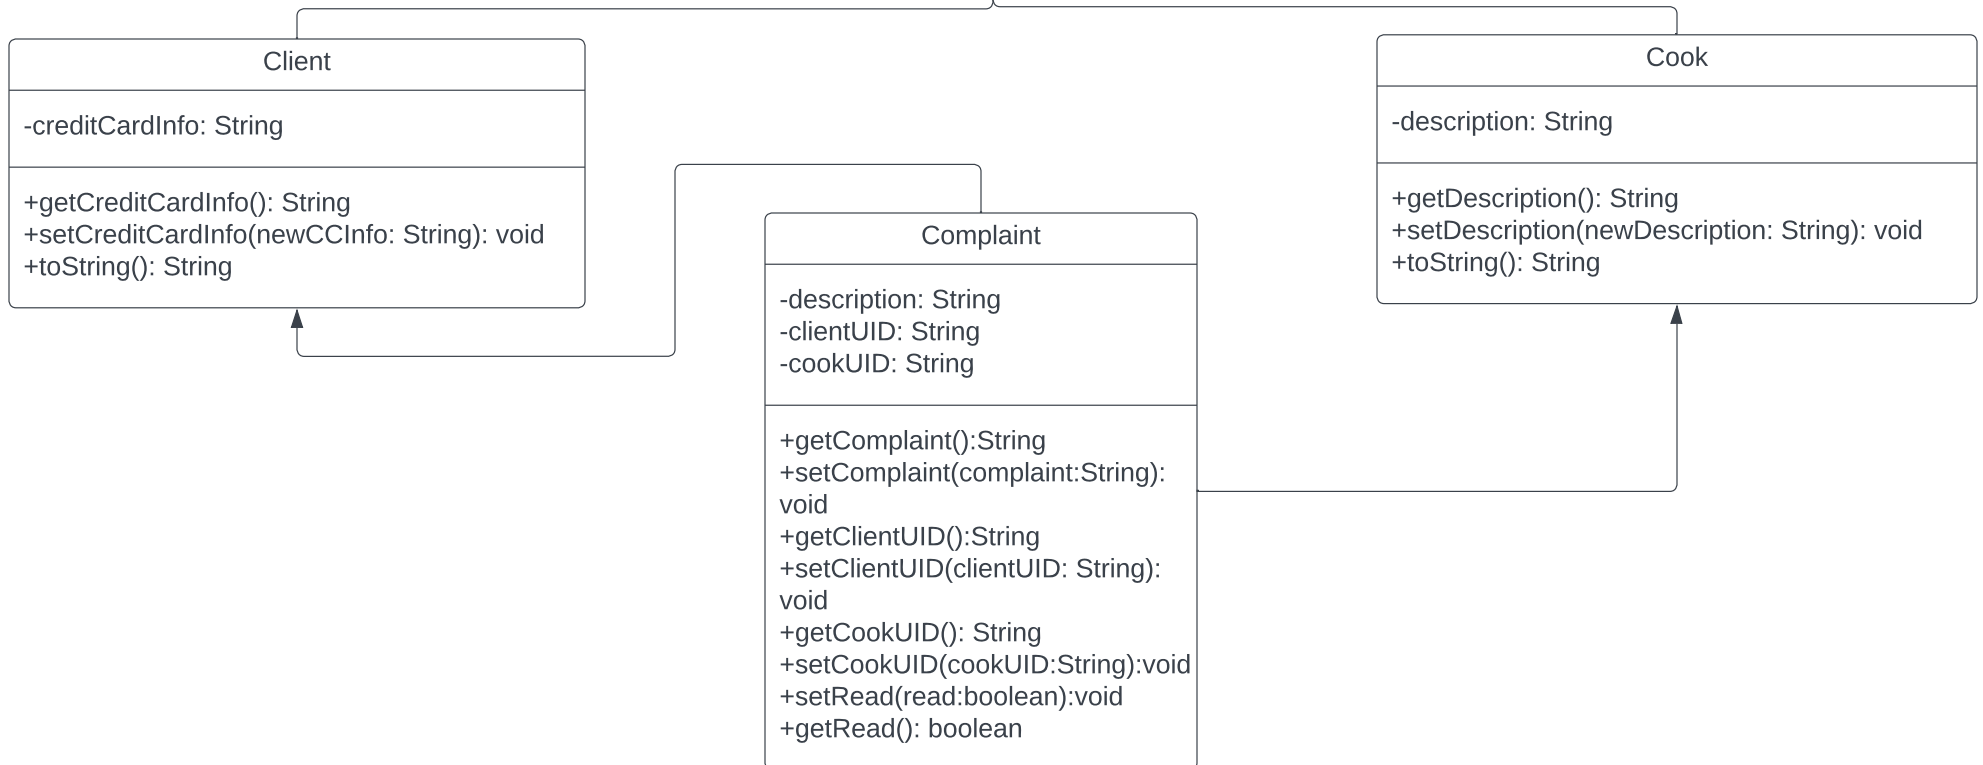 Client
-creditCardInfo: String
+getCreditCardInfo(): String
+setCreditCardInfo(newCCInfo: String): void
+toString(): String
Complaint
-description: String
-clientUID: String
-cookUID: String
+getComplaint():String
+setComplaint(complaint:String):
void
+getClientUID():String
+setClientUID(clientUID: String):
void
+getCookUID(): String
+setCookUID(cookUID:String):void
+setRead(read:boolean):void
+getRead(): boolean
Cook
-description: String
+getDescription(): String
+setDescription(newDescription: String): void
+toString(): String